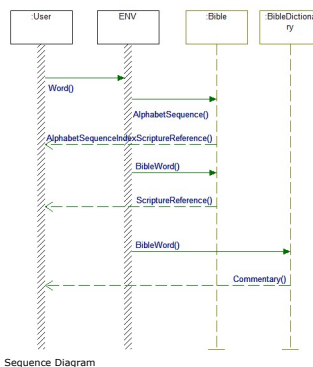 :User
ENV
:Bible
:BibleDictiona
ry
Word()
AlphabetSequence()
AlphabetSequenceIndexScriptureReference()
BibleWord()
ScriptureReference()
BibleWord()
Commentary()
Sequence Diagram